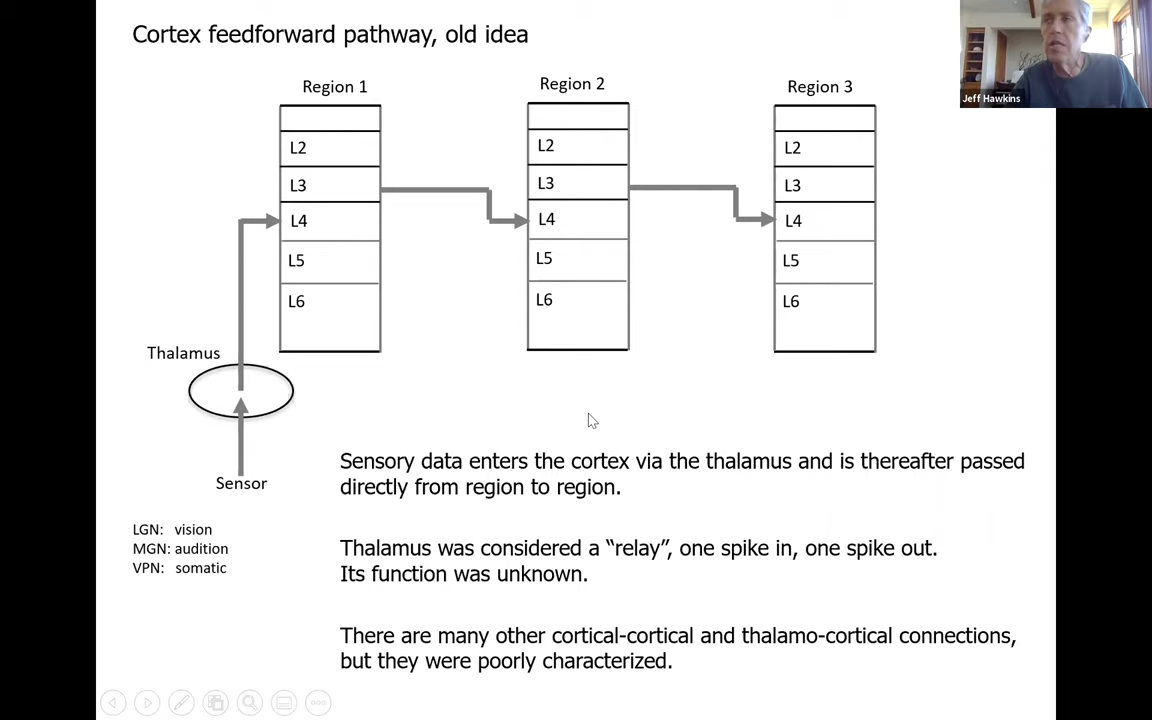 Cortex feedforward pathway, old idea
Jeff Hawkins
Region 1
Region 2
Region 3
L2
L3
L4
L5
L6
L2
L3
L4
L5
L6
L2
L3
L4
L5
L6
Thalamus
Sensor
LGN: vision
MGN: audition
VPN: somatic
Sensory data enters the cortex via the thalamus and is thereafter passed
directly from region to region.
Thalamus was considered a “relay”, one spike in, one spike out.
Its function was unknown.
There are many other cortical-cortical and thalamo-cortical connections,
but they were poorly characterized.